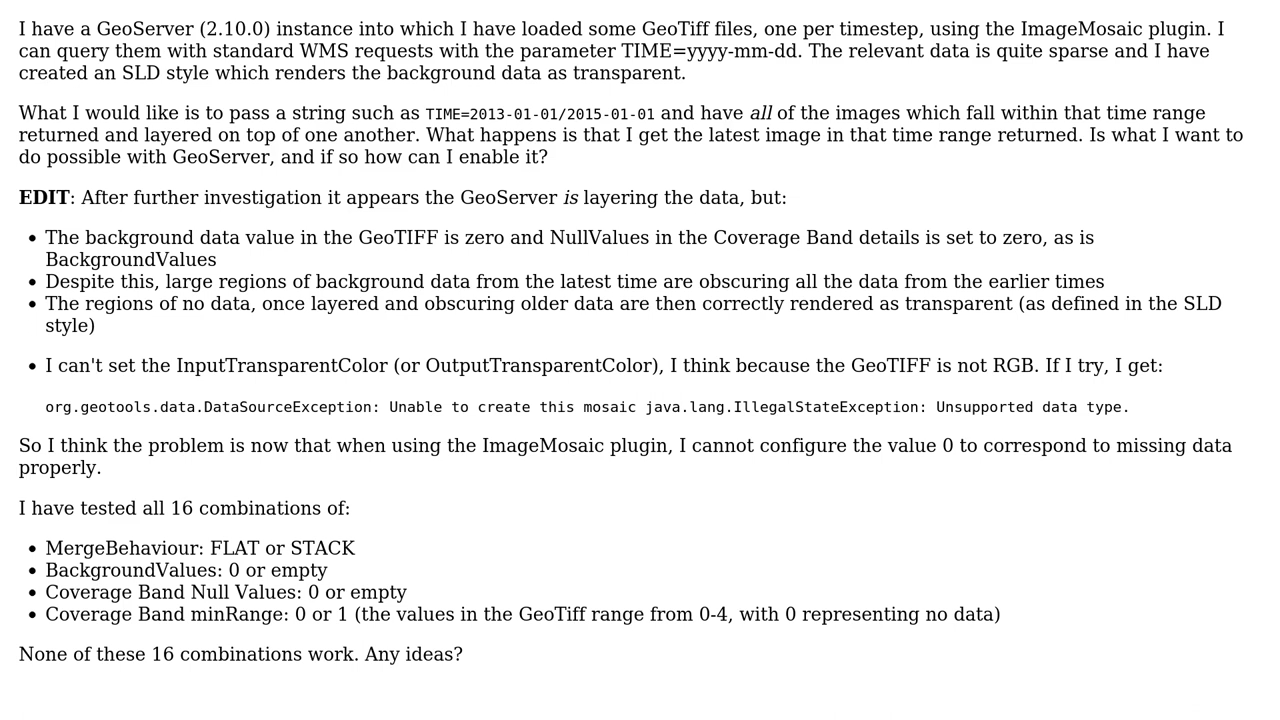 I have a GeoServer (2.10.0) instance into which I have loaded some GeoTiff files, one per timestep, using the ImageMosaic plugin. I
can query them with standard WMS requests with the parameter TIME=yyyy-mm-dd. The relevant data is quite sparse and I have
created an SLD style which renders the background data as transparent.
What I would like is to pass a string such as TIME=2013-01-01/2015-01-01 and have all of the images which fall within that time range
returned and layered on top of one another. What happens is that I get the latest image in that time range returned. Is what I want to
do possible with GeoServer, and if so how can I enable it?
EDIT: After further investigation it appears the GeoServer is layering the data, but:
• The background data value in the GeoTIFF is zero and NullValues in the Coverage Band details is set to zero, as is
BackgroundValues
• Despite this, large regions of background data from the latest time are obscuring all the data from the earlier times
• The regions of no data, once layered and obscuring older data are then correctly rendered as transparent (as defined in the SLD
style)
• I can't set the InputTransparentColor (or OutputTransparentColor), I think because the GeoTIFF is not RGB. If I try, I get:
org.geotools.data.DataSourceException: Unable to create this mosaic java.lang.IllegalStateException: Unsupported data type.
So I think the problem is now that when using the ImageMosaic plugin, I cannot configure the value 0 to correspond to missing data
properly.
I have tested all 16 combinations of:
• MergeBehaviour: FLAT or STACK
• BackgroundValues: 0 or empty
• Coverage Band Null Values: 0 or empty
• Coverage Band minRange: 0 or 1 (the values in the GeoTiff range from 0-4, with 0 representing no data)
None of these 16 combinations work. Any ideas?